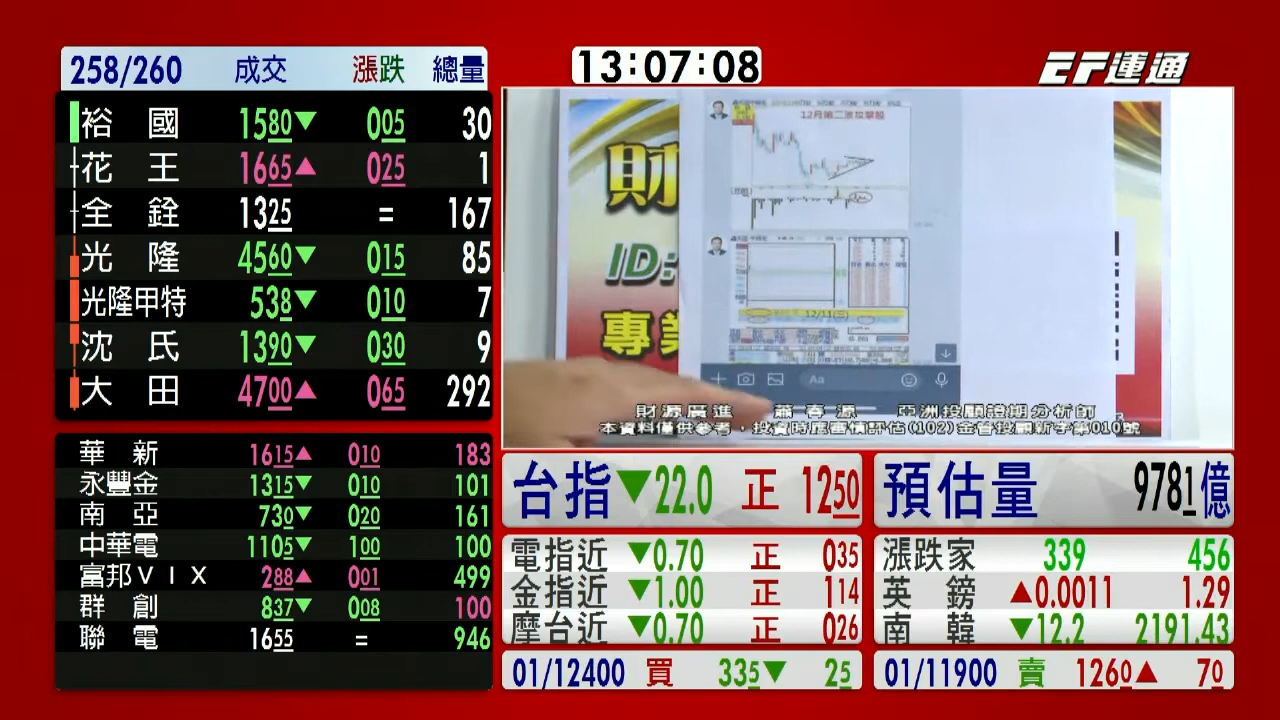 258/260 成交 漲跌 總量
裕國 1580▼ 005 30
花王 1665▲ 025 1
全銓 1325 = 167
光隆 4560▼ 015 85
光隆甲特 538▼ 010 7
沈氏 1390▼ 030 9
大田 4700▲ 065 292
華新 1615▲ 010 183
永豐金 1315▼ 010 101
南亞 730▼ 020 161
中華電 1105▼ 100 100
富邦VIX 288▲ 001 499
群創 837▼ 008 100
聯電 1655 = 946
13:07:08
EF運通
12月第二波攻擊股
財
ID:
專業
12/11(三)
Aa
財源廣進 蕭春源 亞洲投顧證期分析師
本資料僅供參考，投資時應審慎評估(102)金管投顧新字第010號
台指▼22.0 正 1250
電指近 ▼0.70 正 035
金指近 ▼1.00 正 114
摩台近 ▼0.70 正 026
01/12400 買 335▼ 25
預估量 9781億
漲跌家 339 456
英鎊 ▲0.0011 1.29
南韓 ▼12.2 2191.43
01/11900 賣 1260▲ 70